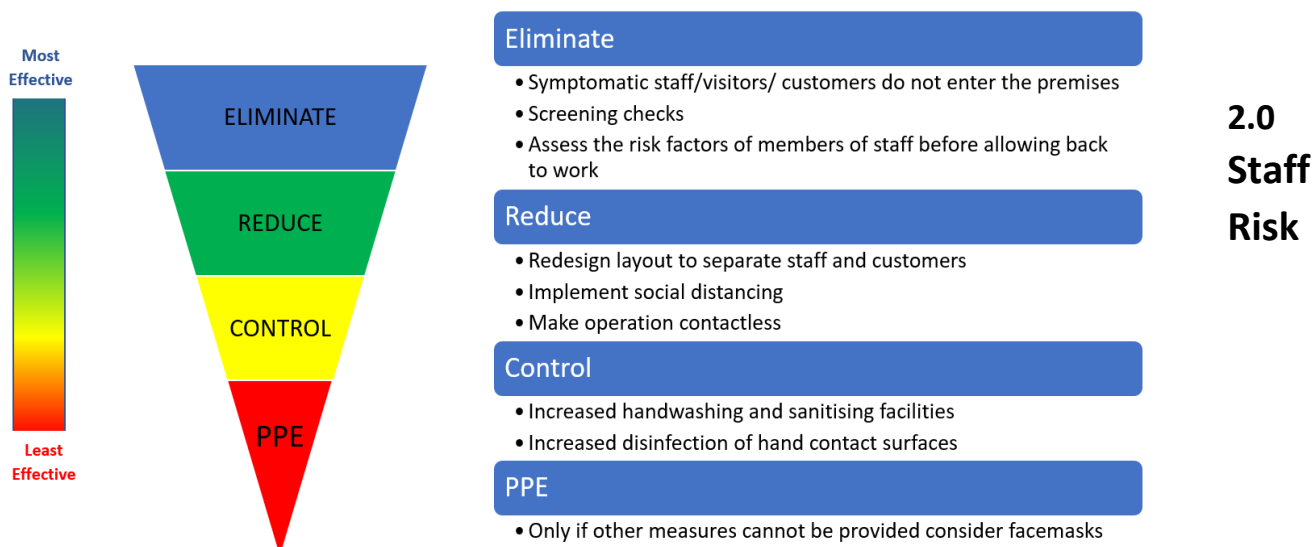 Most
Effective
Least
Effective
ELIMINATE
REDUCE
CONTROL
PPE
Eliminate
• Symptomatic staff/visitors/ customers do not enter the premises
• Screening checks
• Assess the risk factors of members of staff before allowing back
to work
Reduce
• Redesign layout to separate staff and customers
• Implement social distancing
• Make operation contactless
Control
• Increased handwashing and sanitising facilities
• Increased disinfection of hand contact surfaces
PPE
• Only if other measures cannot be provided consider facemasks
2.0
Staff
Risk